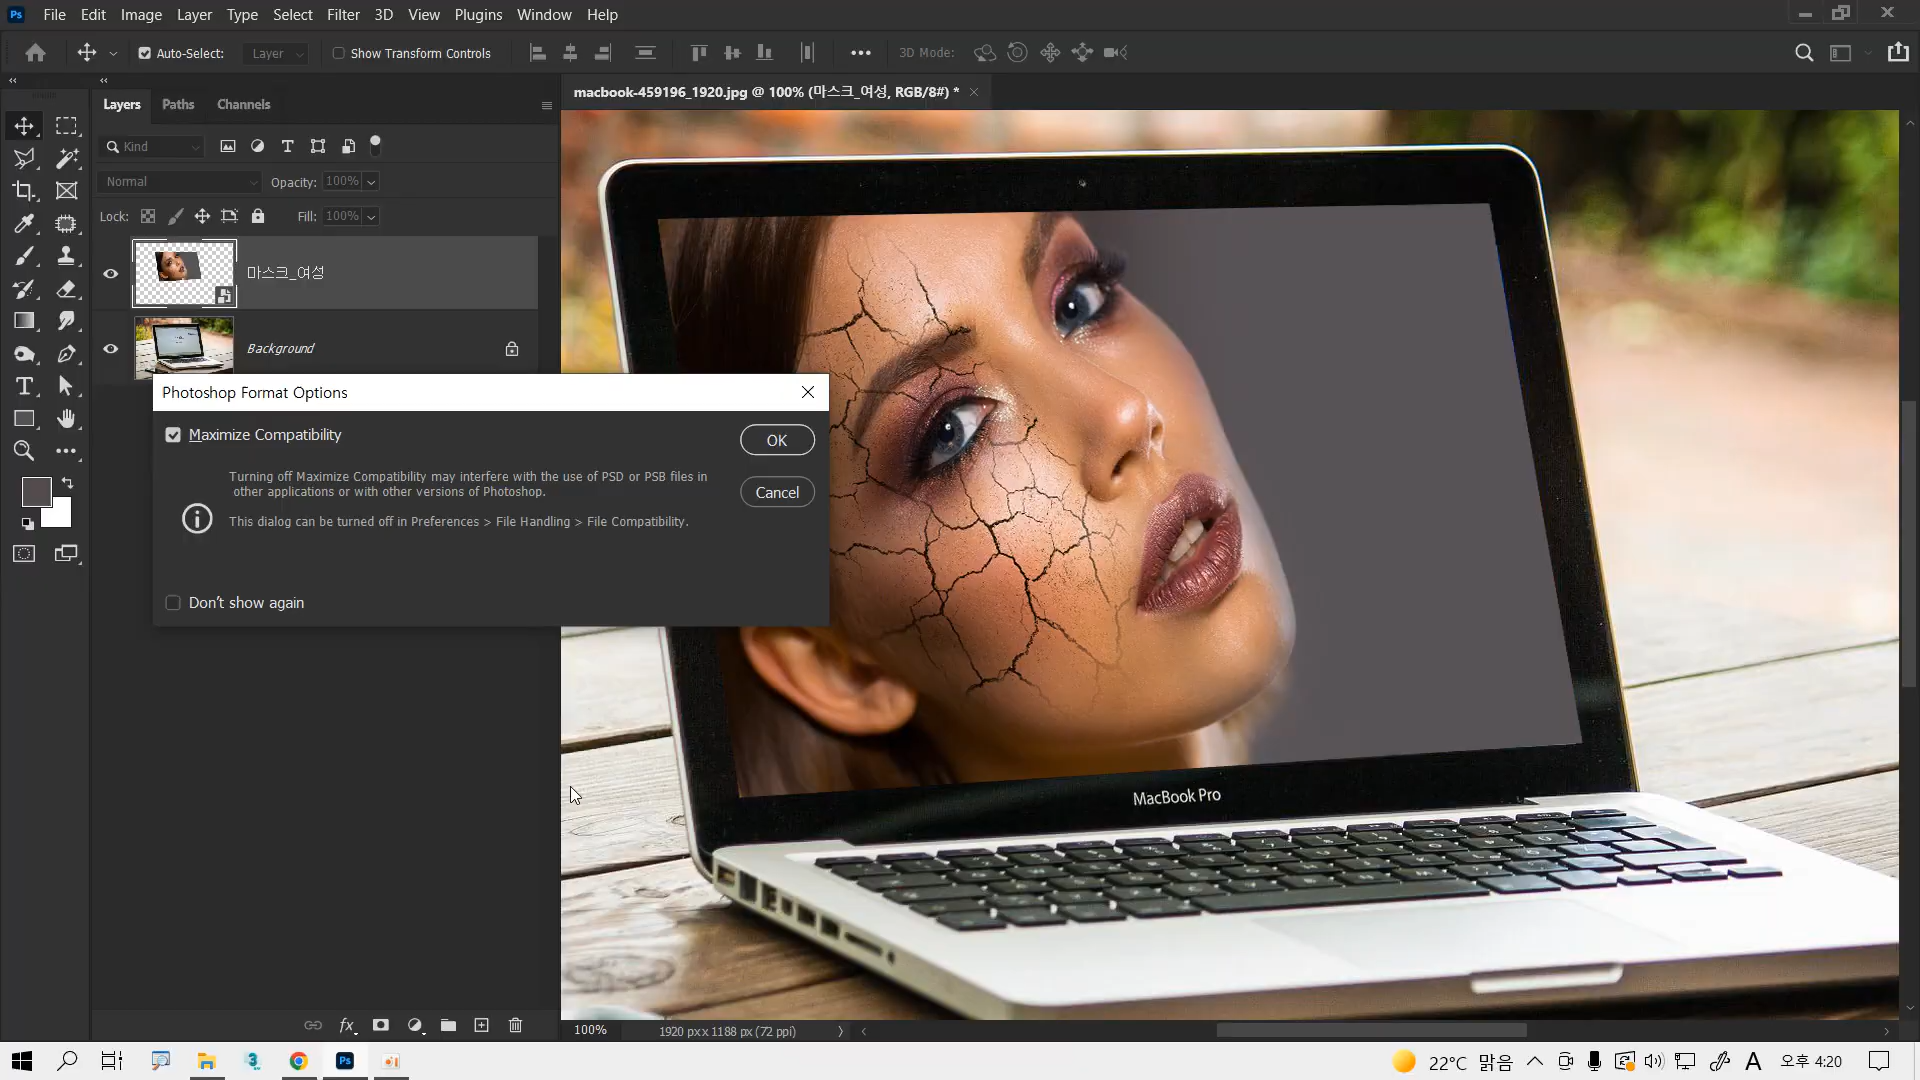 File Edit Image Layer Type Select Filter 3D View Plugins Window Help
Auto-Select: Layer Show Transform Controls 3D Mode:
Layers Paths Channels
macbook-459196_1920.jpg @ 100% (마스크_여성, RGB/8#) *
Kind
Normal Opacity: 100%
Lock: Fill: 100%
마스크_여성
Background
Photoshop Format Options
Maximize Compatibility
OK
Turning off Maximize Compatibility may interfere with the use of PSD or PSB files in
other applications or with other versions of Photoshop.
Cancel
This dialog can be turned off in Preferences > File Handling > File Compatibility.
Don't show again
MacBook Pro
fx
100% 1920 px x 1188 px (72 ppi)
Ps 22°C 맑음 A 오후 4:20